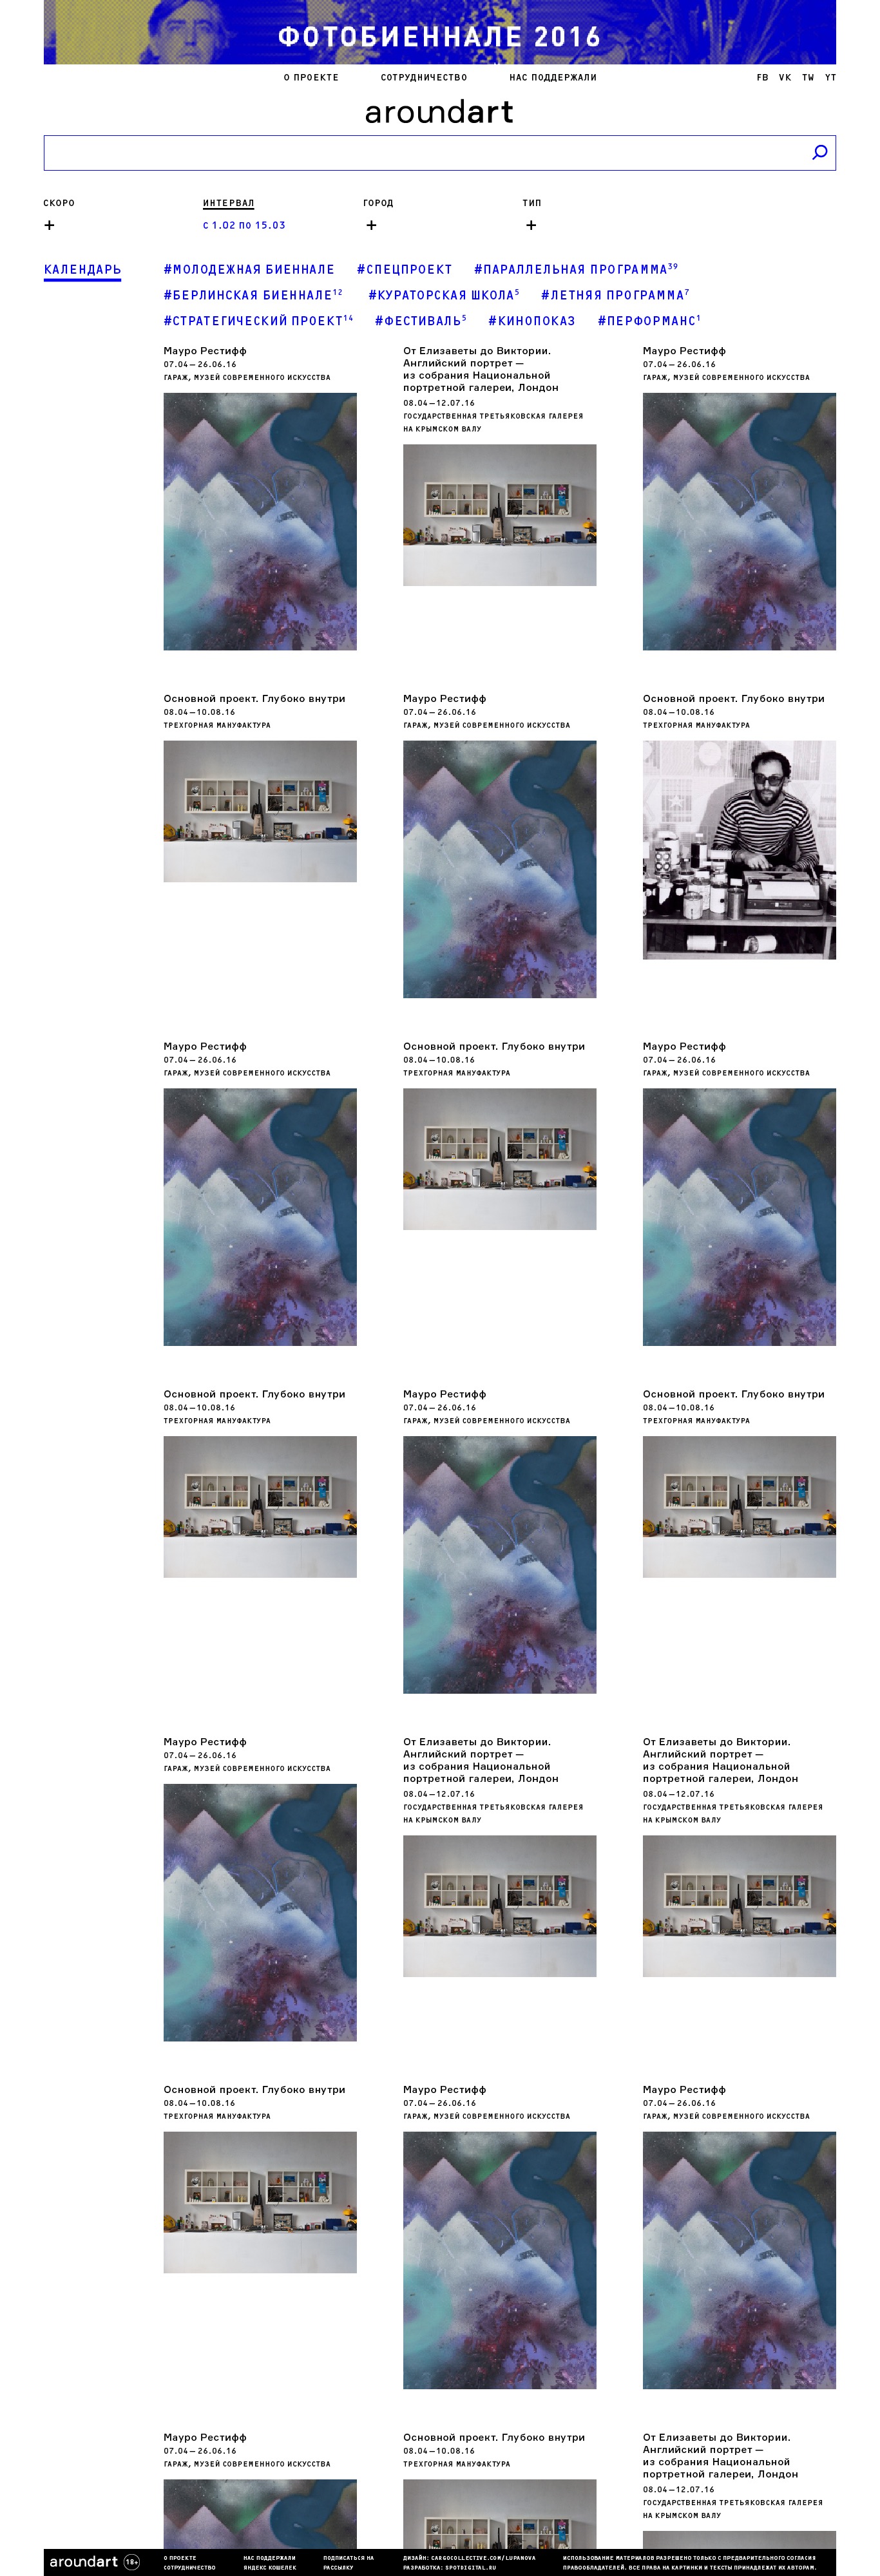 ФОТОБИЕННАЛЕ 2016
О ПРОЕКТЕ СОТРУДНИЧЕСТВО НАС ПОДДЕРЖАЛИ FB VK TW YT
aroundart
СКОРО ИНТЕРВАЛ ГОРОД ТИП
+ С 1.02 ПО 15.03 + +
КАЛЕНДАРЬ #МОЛОДЕЖНАЯ БИЕННАЛЕ #СПЕЦПРОЕКТ #ПАРАЛЛЕЛЬНАЯ ПРОГРАММА39
#БЕРЛИНСКАЯ БИЕННАЛЕ12 #КУРАТОРСКАЯ ШКОЛА5 #ЛЕТНЯЯ ПРОГРАММА7
#СТРАТЕГИЧЕСКИЙ ПРОЕКТ14 #ФЕСТИВАЛЬ5 #КИНОПОКАЗ #ПЕРФОРМАНС1
Мауро Рестифф
07.04— 26.06.16
ГАРАЖ, МУЗЕЙ СОВРЕМЕННОГО ИСКУССТВА
От Елизаветы до Виктории.
Английский портрет —
из собрания Национальной
портретной галереи, Лондон
08.04—12.07.16
ГОСУДАРСТВЕННАЯ ТРЕТЬЯКОВСКАЯ ГАЛЕРЕЯ
НА КРЫМСКОМ ВАЛУ
Мауро Рестифф
07.04— 26.06.16
ГАРАЖ, МУЗЕЙ СОВРЕМЕННОГО ИСКУССТВА
Основной проект. Глубоко внутри
08.04—10.08.16
ТРЕХГОРНАЯ МАНУФАКТУРА
Мауро Рестифф
07.04— 26.06.16
ГАРАЖ, МУЗЕЙ СОВРЕМЕННОГО ИСКУССТВА
Основной проект. Глубоко внутри
08.04—10.08.16
ТРЕХГОРНАЯ МАНУФАКТУРА
Мауро Рестифф
07.04— 26.06.16
ГАРАЖ, МУЗЕЙ СОВРЕМЕННОГО ИСКУССТВА
Основной проект. Глубоко внутри
08.04—10.08.16
ТРЕХГОРНАЯ МАНУФАКТУРА
Мауро Рестифф
07.04— 26.06.16
ГАРАЖ, МУЗЕЙ СОВРЕМЕННОГО ИСКУССТВА
Основной проект. Глубоко внутри
08.04—10.08.16
ТРЕХГОРНАЯ МАНУФАКТУРА
Мауро Рестифф
07.04— 26.06.16
ГАРАЖ, МУЗЕЙ СОВРЕМЕННОГО ИСКУССТВА
Основной проект. Глубоко внутри
08.04—10.08.16
ТРЕХГОРНАЯ МАНУФАКТУРА
Мауро Рестифф
07.04— 26.06.16
ГАРАЖ, МУЗЕЙ СОВРЕМЕННОГО ИСКУССТВА
От Елизаветы до Виктории.
Английский портрет —
из собрания Национальной
портретной галереи, Лондон
08.04—12.07.16
ГОСУДАРСТВЕННАЯ ТРЕТЬЯКОВСКАЯ ГАЛЕРЕЯ
НА КРЫМСКОМ ВАЛУ
От Елизаветы до Виктории.
Английский портрет —
из собрания Национальной
портретной галереи, Лондон
08.04—12.07.16
ГОСУДАРСТВЕННАЯ ТРЕТЬЯКОВСКАЯ ГАЛЕРЕЯ
НА КРЫМСКОМ ВАЛУ
Основной проект. Глубоко внутри
08.04—10.08.16
ТРЕХГОРНАЯ МАНУФАКТУРА
Мауро Рестифф
07.04— 26.06.16
ГАРАЖ, МУЗЕЙ СОВРЕМЕННОГО ИСКУССТВА
Мауро Рестифф
07.04— 26.06.16
ГАРАЖ, МУЗЕЙ СОВРЕМЕННОГО ИСКУССТВА
Мауро Рестифф
07.04— 26.06.16
ГАРАЖ, МУЗЕЙ СОВРЕМЕННОГО ИСКУССТВА
Основной проект. Глубоко внутри
08.04—10.08.16
ТРЕХГОРНАЯ МАНУФАКТУРА
От Елизаветы до Виктории.
Английский портрет —
из собрания Национальной
портретной галереи, Лондон
08.04—12.07.16
ГОСУДАРСТВЕННАЯ ТРЕТЬЯКОВСКАЯ ГАЛЕРЕЯ
НА КРЫМСКОМ ВАЛУ
aroundart 18+
О ПРОЕКТЕ
СОТРУДНИЧЕСТВО
НАС ПОДДЕРЖАЛИ
ЯНДЕКС КОШЕЛЕК
ПОДПИСАТЬСЯ НА
РАССЫЛКУ
ДИЗАЙН: CARGOCOLLECTIVE.COM/LUPANOVA
РАЗРАБОТКА: SPOTDIGITAL.RU
ИСПОЛЬЗОВАНИЕ МАТЕРИАЛОВ РАЗРЕШЕНО ТОЛЬКО С ПРЕДВАРИТЕЛЬНОГО СОГЛАСИЯ
ПРАВООБЛАДАТЕЛЕЙ. ВСЕ ПРАВА НА КАРТИНКИ И ТЕКСТЫ ПРИНАДЛЕЖАТ ИХ АВТОРАМ.